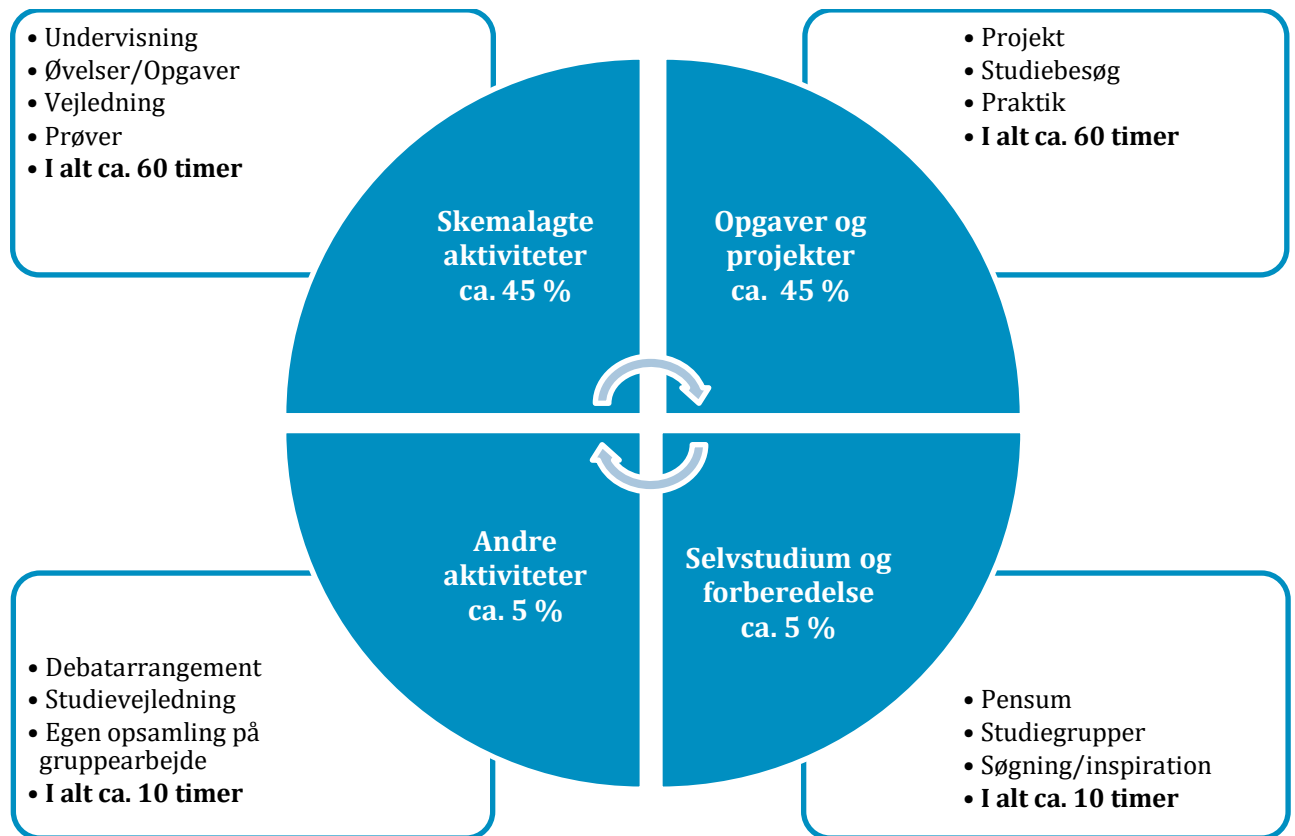 • Undervisning
• Øvelser/Opgaver
• Vejledning
• Prøver
• I alt ca. 60 timer
• Projekt
• Studiebesøg
• Praktik
• I alt ca. 60 timer
Skemalagte
aktiviteter
ca. 45 %
Opgaver og
projekter
ca. 45 %
Andre
aktiviteter
ca. 5 %
Selvstudium og
forberedelse
ca. 5 %
• Debatarrangement
• Studievejledning
• Egen opsamling på
gruppearbejde
• I alt ca. 10 timer
• Pensum
• Studiegrupper
• Søgning/inspiration
• I alt ca. 10 timer